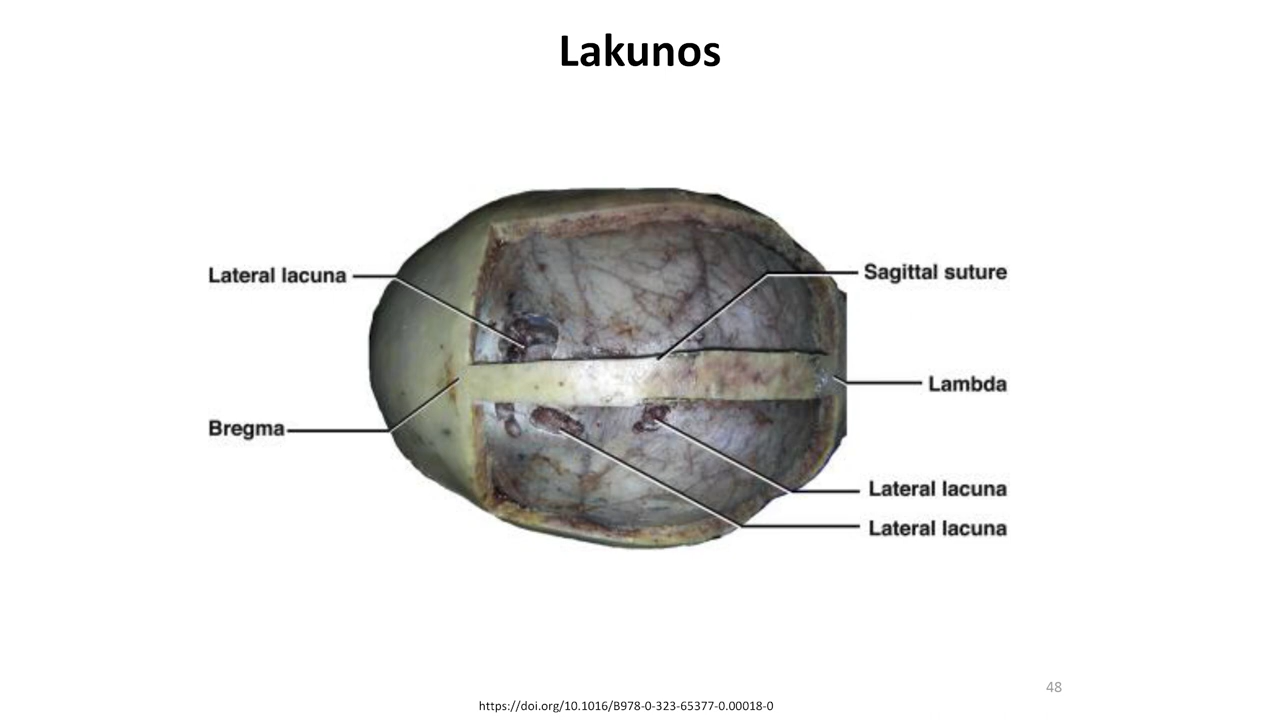 Lakunos
Lateral lacuna
Sagittal suture
Lambda
Bregma
Lateral lacuna
Lateral lacuna
48
https://doi.org/10.1016/B978-0-323-65377-0.00018-0